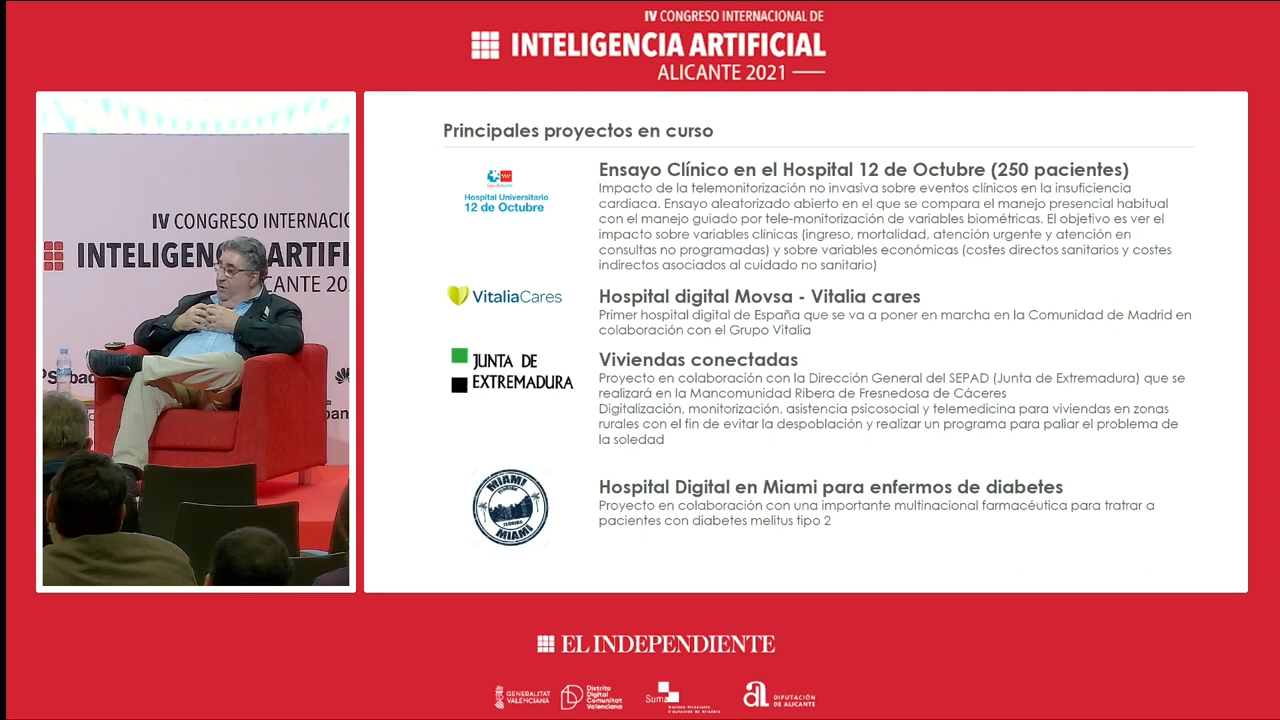 IV CONGRESO INTERNACIONAL DE
INTELIGENCIA ARTIFICIAL
ALICANTE 2021
IV CONGRESO INTERNACIO
INTELIGENC ARTIFI
CANTE 20
Principales proyectos en curso
Hospital Universitario
12 de Octubre
Ensayo Clínico en el Hospital 12 de Octubre (250 pacientes)
Impacto de la telemonitorización no invasiva sobre eventos clínicos en la insuficiencia
cardiaca. Ensayo aleatorizado abierto en el que se compara el manejo presencial habitual
con el manejo guiado por tele-monitorización de variables biométricas. El objetivo es ver el
impacto sobre variables clínicas (ingreso, mortalidad, atención urgente y atención en
consultas no programadas) y sobre variables económicas (costes directos sanitarios y costes
indirectos asociados al cuidado no sanitario)
VitaliaCares
Hospital digital Movsa - Vitalia cares
Primer hospital digital de España que se va a poner en marcha en la Comunidad de Madrid en
colaboración con el Grupo Vitalia
JUNTA DE
EXTREMADURA
Viviendas conectadas
Proyecto en colaboración con la Dirección General del SEPAD (Junta de Extremadura) que se
realizará en la Mancomunidad Ribera de Fresnedosa de Cáceres
Digitalización, monitorización, asistencia psicosocial y telemedicina para viviendas en zonas
rurales con el fin de evitar la despoblación y realizar un programa para paliar el problema de
la soledad
MIAMI
FLORIDA
MIAMI
Hospital Digital en Miami para enfermos de diabetes
Proyecto en colaboración con una importante multinacional farmacéutica para tratrar a
pacientes con diabetes melitus tipo 2
EL INDEPENDIENTE
GENERALITAT
VALENCIANA
Distrito
Digital
Comunitat
Valenciana
Suma
DIPUTACIÓN
DE ALICANTE